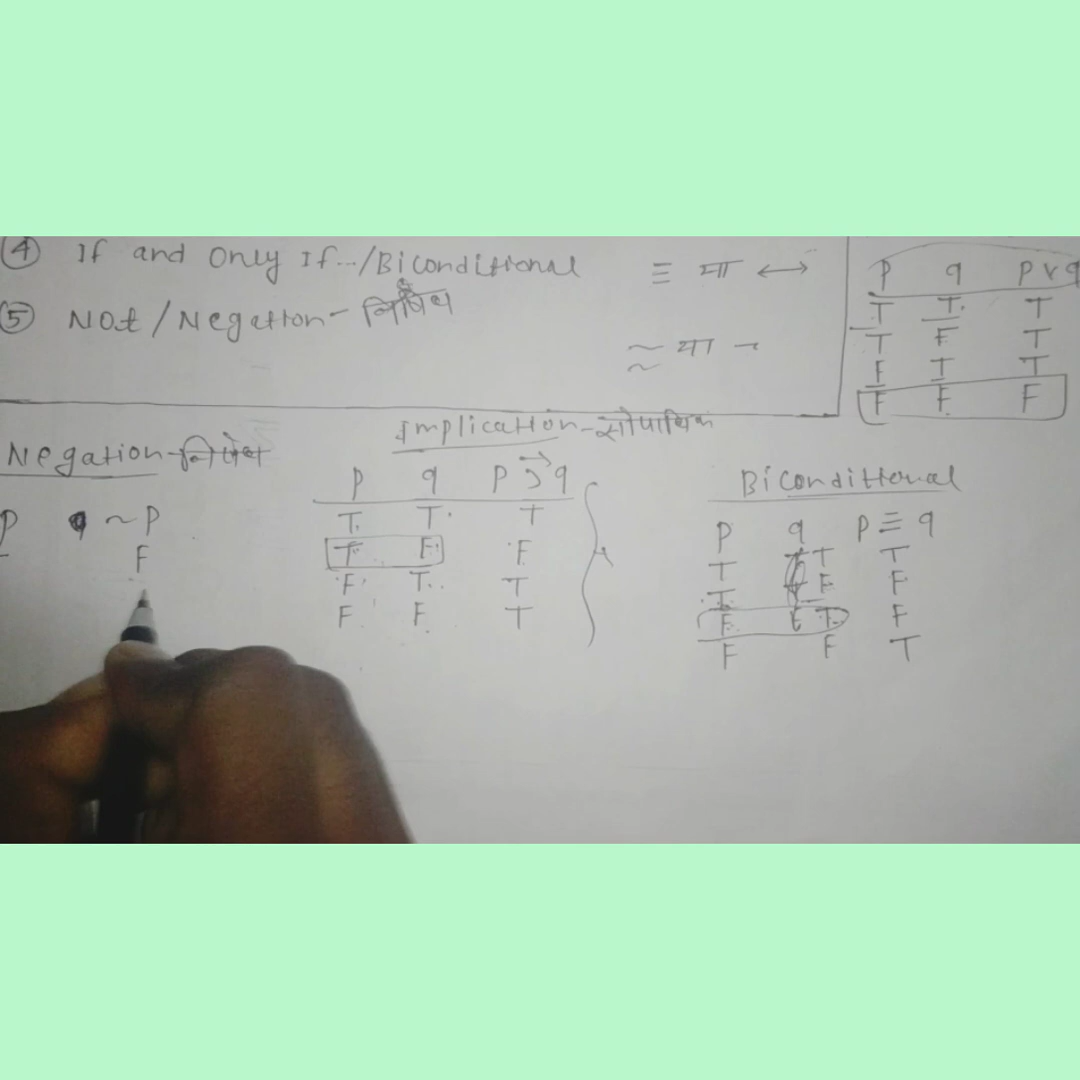 ④ If and Only If--/Biconditional ≡ या ↔
⑤ Not / Negation - निषेध
~ या ¬
p q p∨q
T T T
T F T
F T T
F F F
Negation - निषेध
P ~P
F
Implication - सोपाधिक
P q P⊃q
→
T T T
T F F
F T T
F F T
Biconditional
P q P≡q
T T T
T F F
F T F
F F T